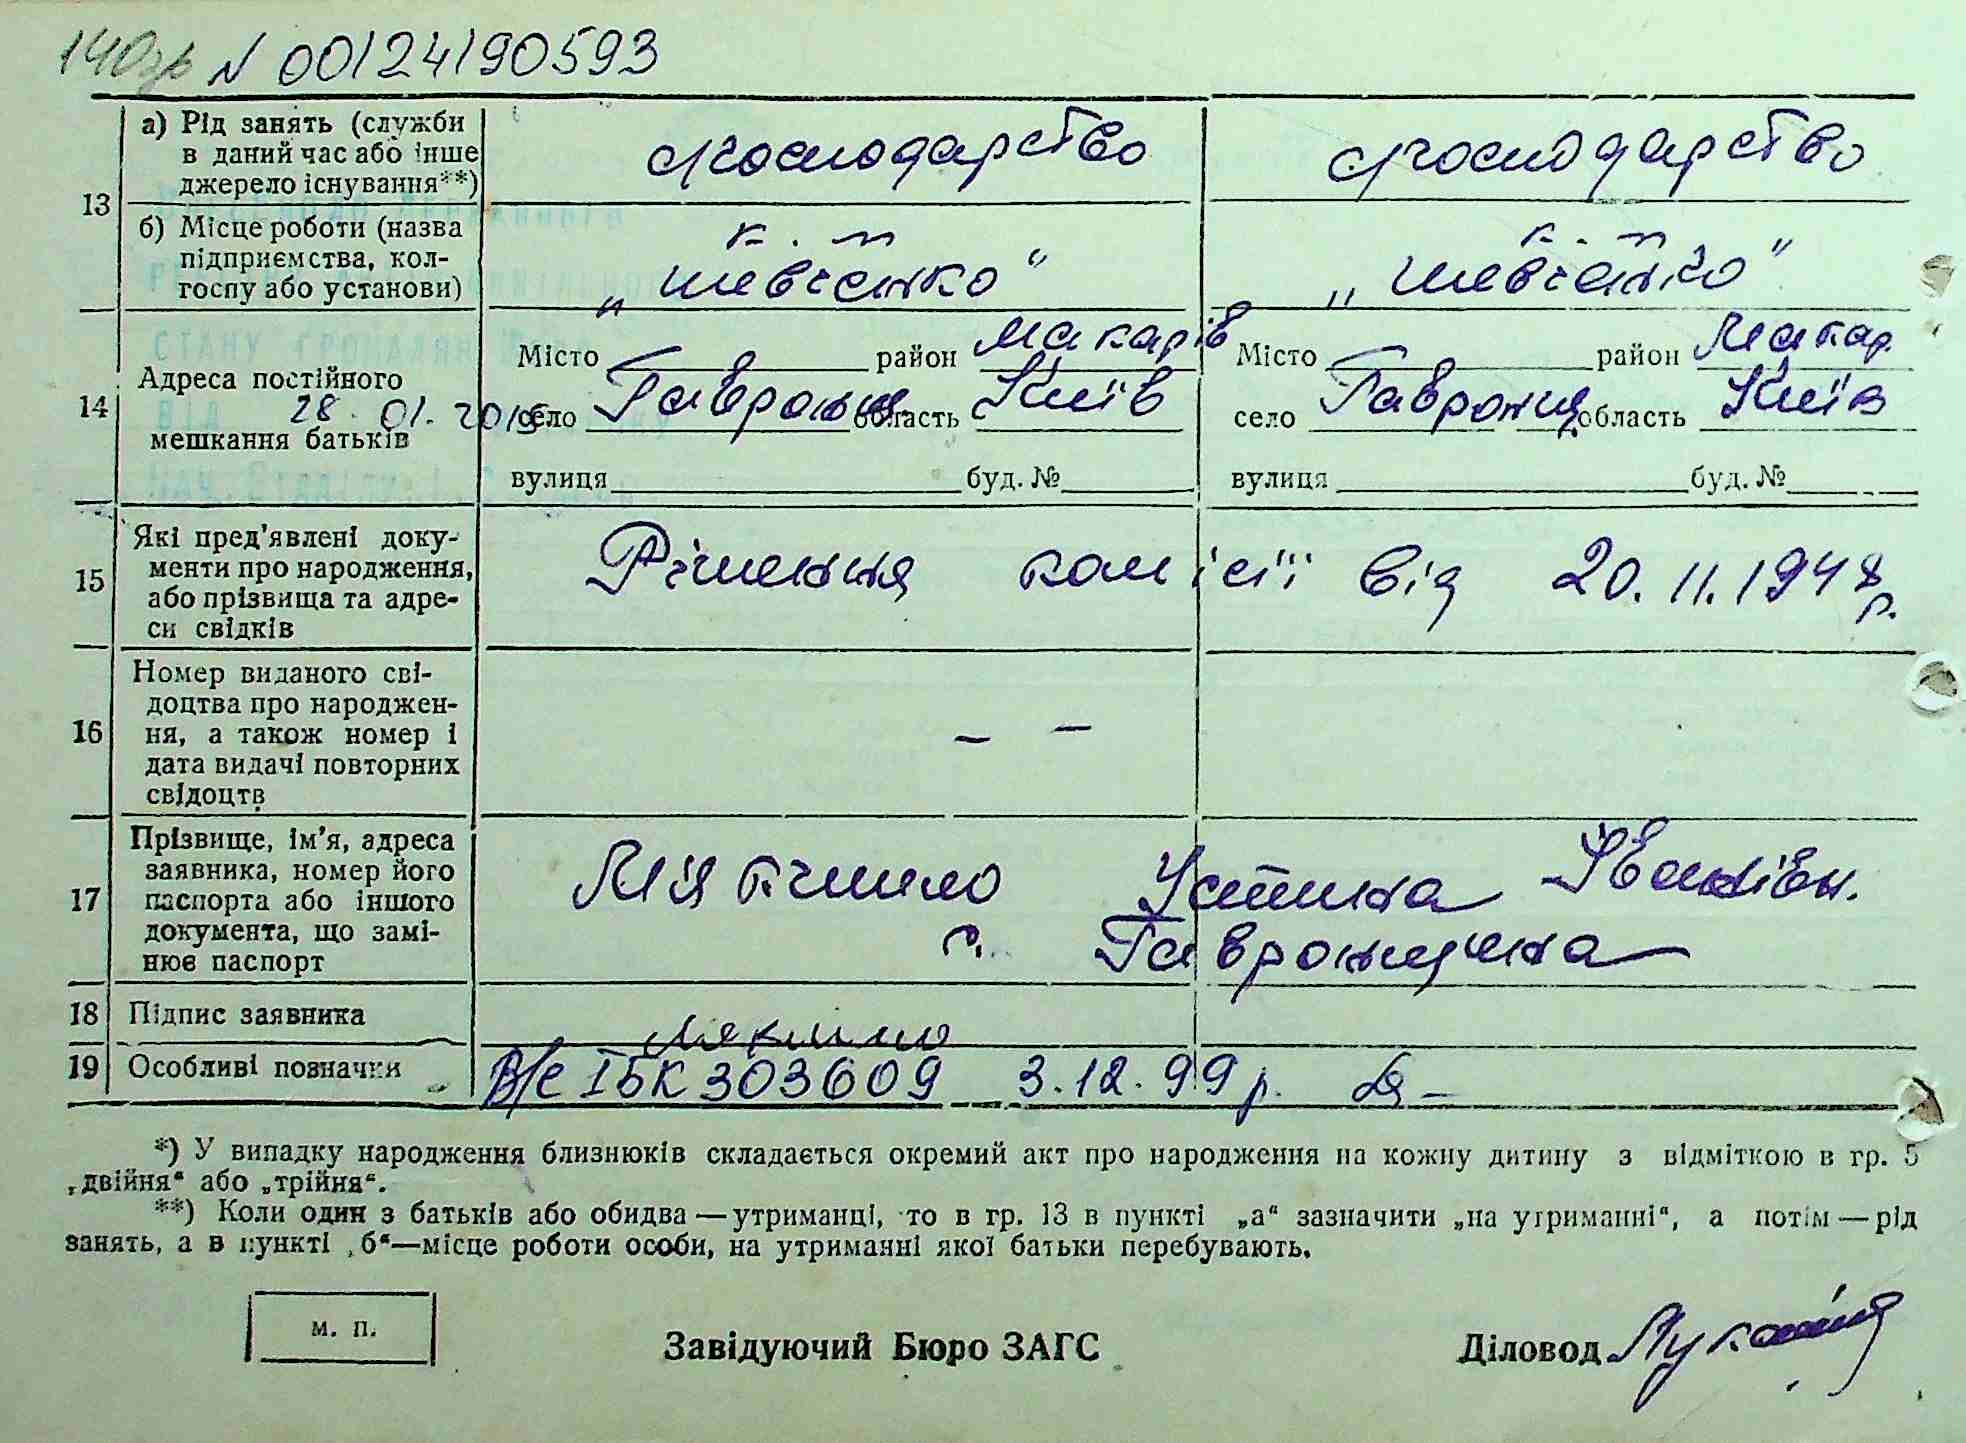 140зв N 00124190593
13
а) Рід занять (служби в даний час або інше джерело існування**)
с/господарство
с/господарство
б) Місце роботи (назва підприємства, колгоспу або установи)
к-п „Шевченко"
к-п „Шевченко"
14
Адреса постійного мешкання батьків
28.01.2015
Місто район Макарів
село Гавронщ. область Київ
вулиця буд. №
Місто район Макар.
село Гавронщ. область Київ
вулиця буд. №
15
Які пред'явлені документи про народження, або прізвища та адреси свідків
Рішення комісії від 20.11.1948 р.
16
Номер виданого свідоцтва про народження, а також номер і дата видачі повторних свідоцтв
– –
17
Прізвище, ім'я, адреса заявника, номер його паспорта або іншого документа, що замінює паспорт
Устина Іванівн.
с. Гавронщина
18 Підпис заявника
19 Особливі позначки В/с ІБК 303609 3.12.99р.
*) У випадку народження близнюків складається окремий акт про народження на кожну дитину з відміткою в гр. 5
„двійня“ або „трійня“.
**) Коли один з батьків або обидва — утриманці, то в гр. 13 в пункті „а“ зазначити „на утриманні“, а потім — рід
занять, а в пункті „б“—місце роботи особи, на утриманні якої батьки перебувають.
м. п.
Завідуючий Бюро ЗАГС
Діловод